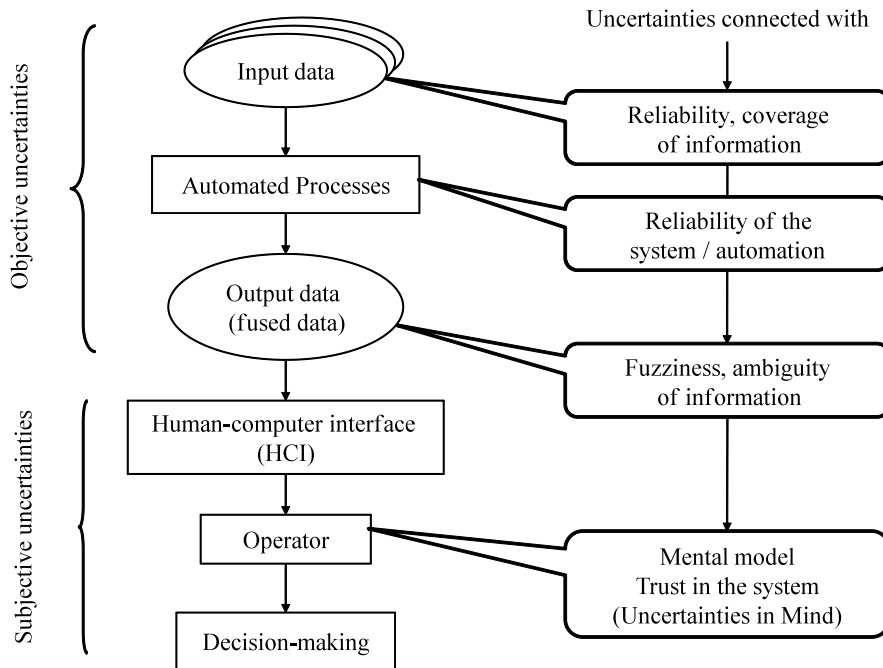 Uncertainties connected with
Objective uncertainties
Input data
Reliability, coverage
of information
Automated Processes
Reliability of the
system / automation
Output data
(fused data)
Fuzziness, ambiguity
of information
Subjective uncertainties
Human-computer interface
(HCI)
Operator
Mental model
Trust in the system
(Uncertainties in Mind)
Decision-making